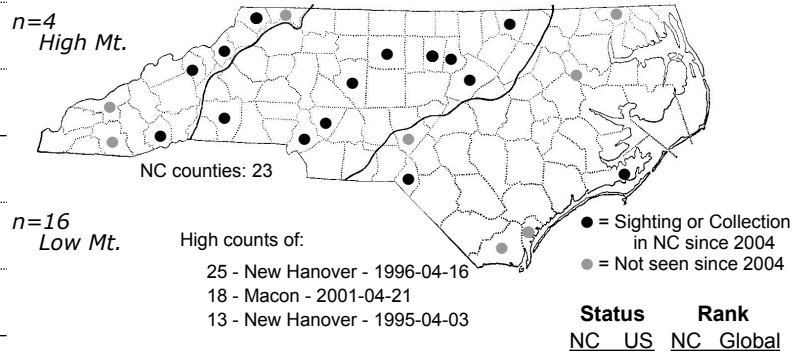 n=4
High Mt.
NC counties: 23
n=16
Low Mt.
High counts of:
25 - New Hanover - 1996-04-16
18 - Macon - 2001-04-21
13 - New Hanover - 1995-04-03
● = Sighting or Collection
in NC since 2004
● = Not seen since 2004
Status Rank
NC US NC Global